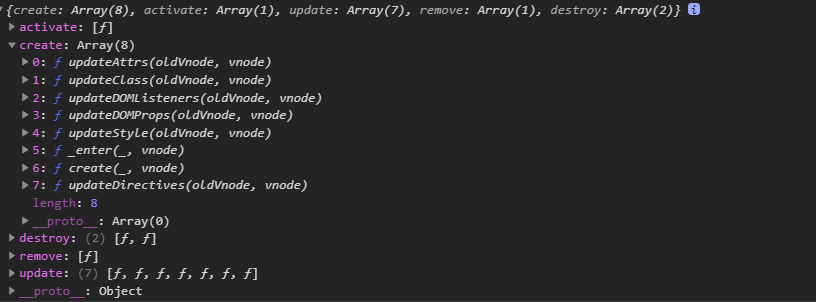 {create: Array(8), activate: Array(1), update: Array(7), remove: Array(1), destroy: Array(2)} i
activate: [ƒ]
create: Array(8)
0: ƒ updateAttrs(oldVnode, vnode)
1: ƒ updateClass(oldVnode, vnode)
2: ƒ updateDOMListeners(oldVnode, vnode)
3: ƒ updateDOMProps(oldVnode, vnode)
4: ƒ updateStyle(oldVnode, vnode)
5: ƒ _enter(_, vnode)
6: ƒ create(_, vnode)
7: ƒ updateDirectives(oldVnode, vnode)
length: 8
__proto__: Array(0)
destroy: (2) [ƒ, ƒ]
remove: [ƒ]
update: (7) [ƒ, ƒ, ƒ, ƒ, ƒ, ƒ, ƒ]
__proto__: Object